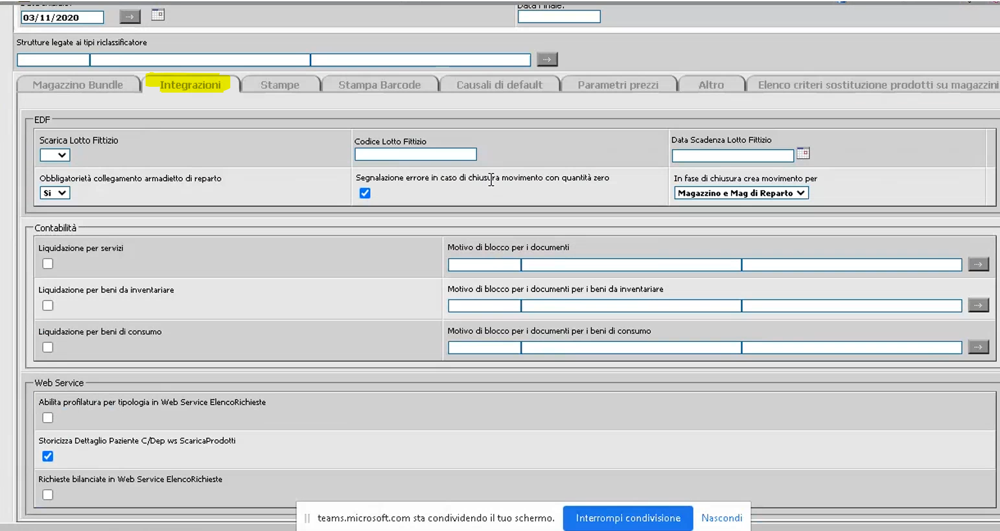 Data Finale:
03/11/2020
Strutture legate ai tipi riclassificatore
Magazzino Bundle
Integrazioni
Stampe
Stampa Barcode
Causali di default
Parametri prezzi
Altro
Elenco criteri sostituzione prodotti su magazzini
EDF
Scarica Lotto Fittizio
Codice Lotto Fittizio
Data Scadenza Lotto Fittizio
Obbligatorietà collegamento armadietto di reparto
Segnalazione errore in caso di chiusura movimento con quantità zero
In fase di chiusura crea movimento per
Si
Magazzino e Mag di Reparto
Contabilità
Liquidazione per servizi
Motivo di blocco per i documenti
Liquidazione per beni da inventariare
Motivo di blocco per i documenti per i beni da inventariare
Liquidazione per beni di consumo
Motivo di blocco per i documenti per i beni di consumo
Web Service
Abilita profilatura per tipologia in Web Service ElencoRichieste
Storicizza Dettaglio Paziente C/Dep ws ScaricaProdotti
Richieste bilanciate in Web Service ElencoRichieste
teams.microsoft.com sta condividendo il tuo schermo.
Interrompi condivisione
Nascondi